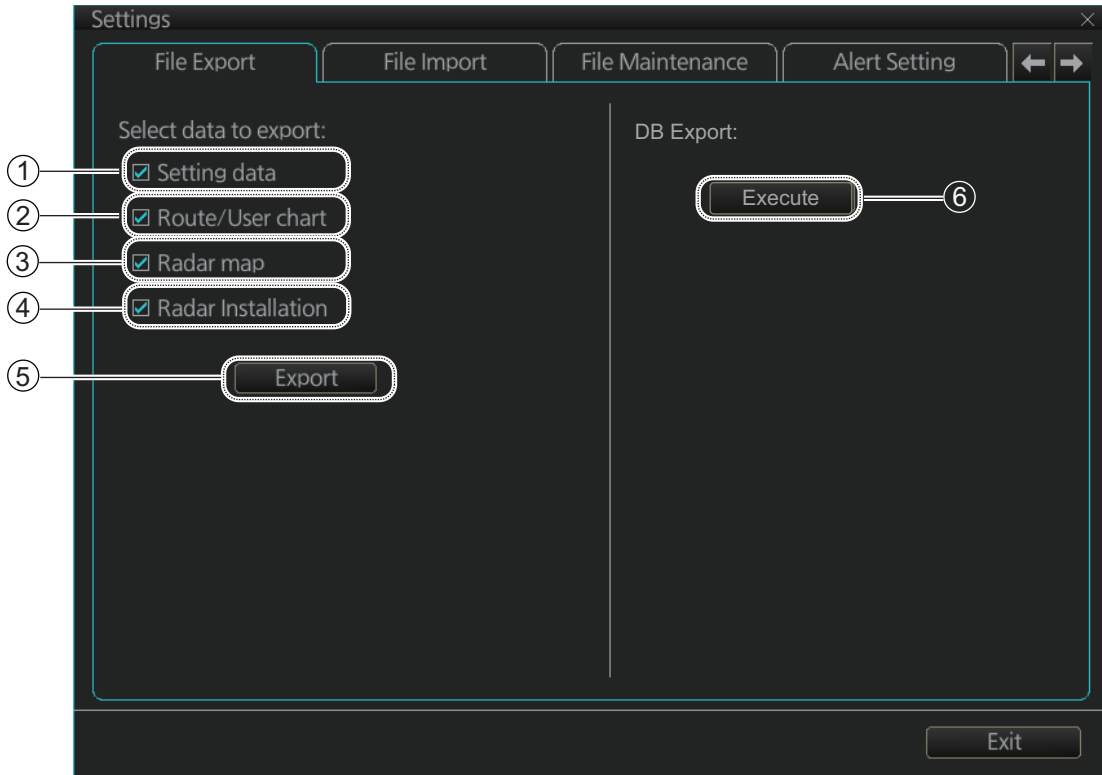 Settings
File Export
File Import
File Maintenance
Alert Setting
Select data to export:
① Setting data
② Route/User chart
③ Radar map
④ Radar Installation
⑤ Export
DB Export:
Execute ⑥
Exit